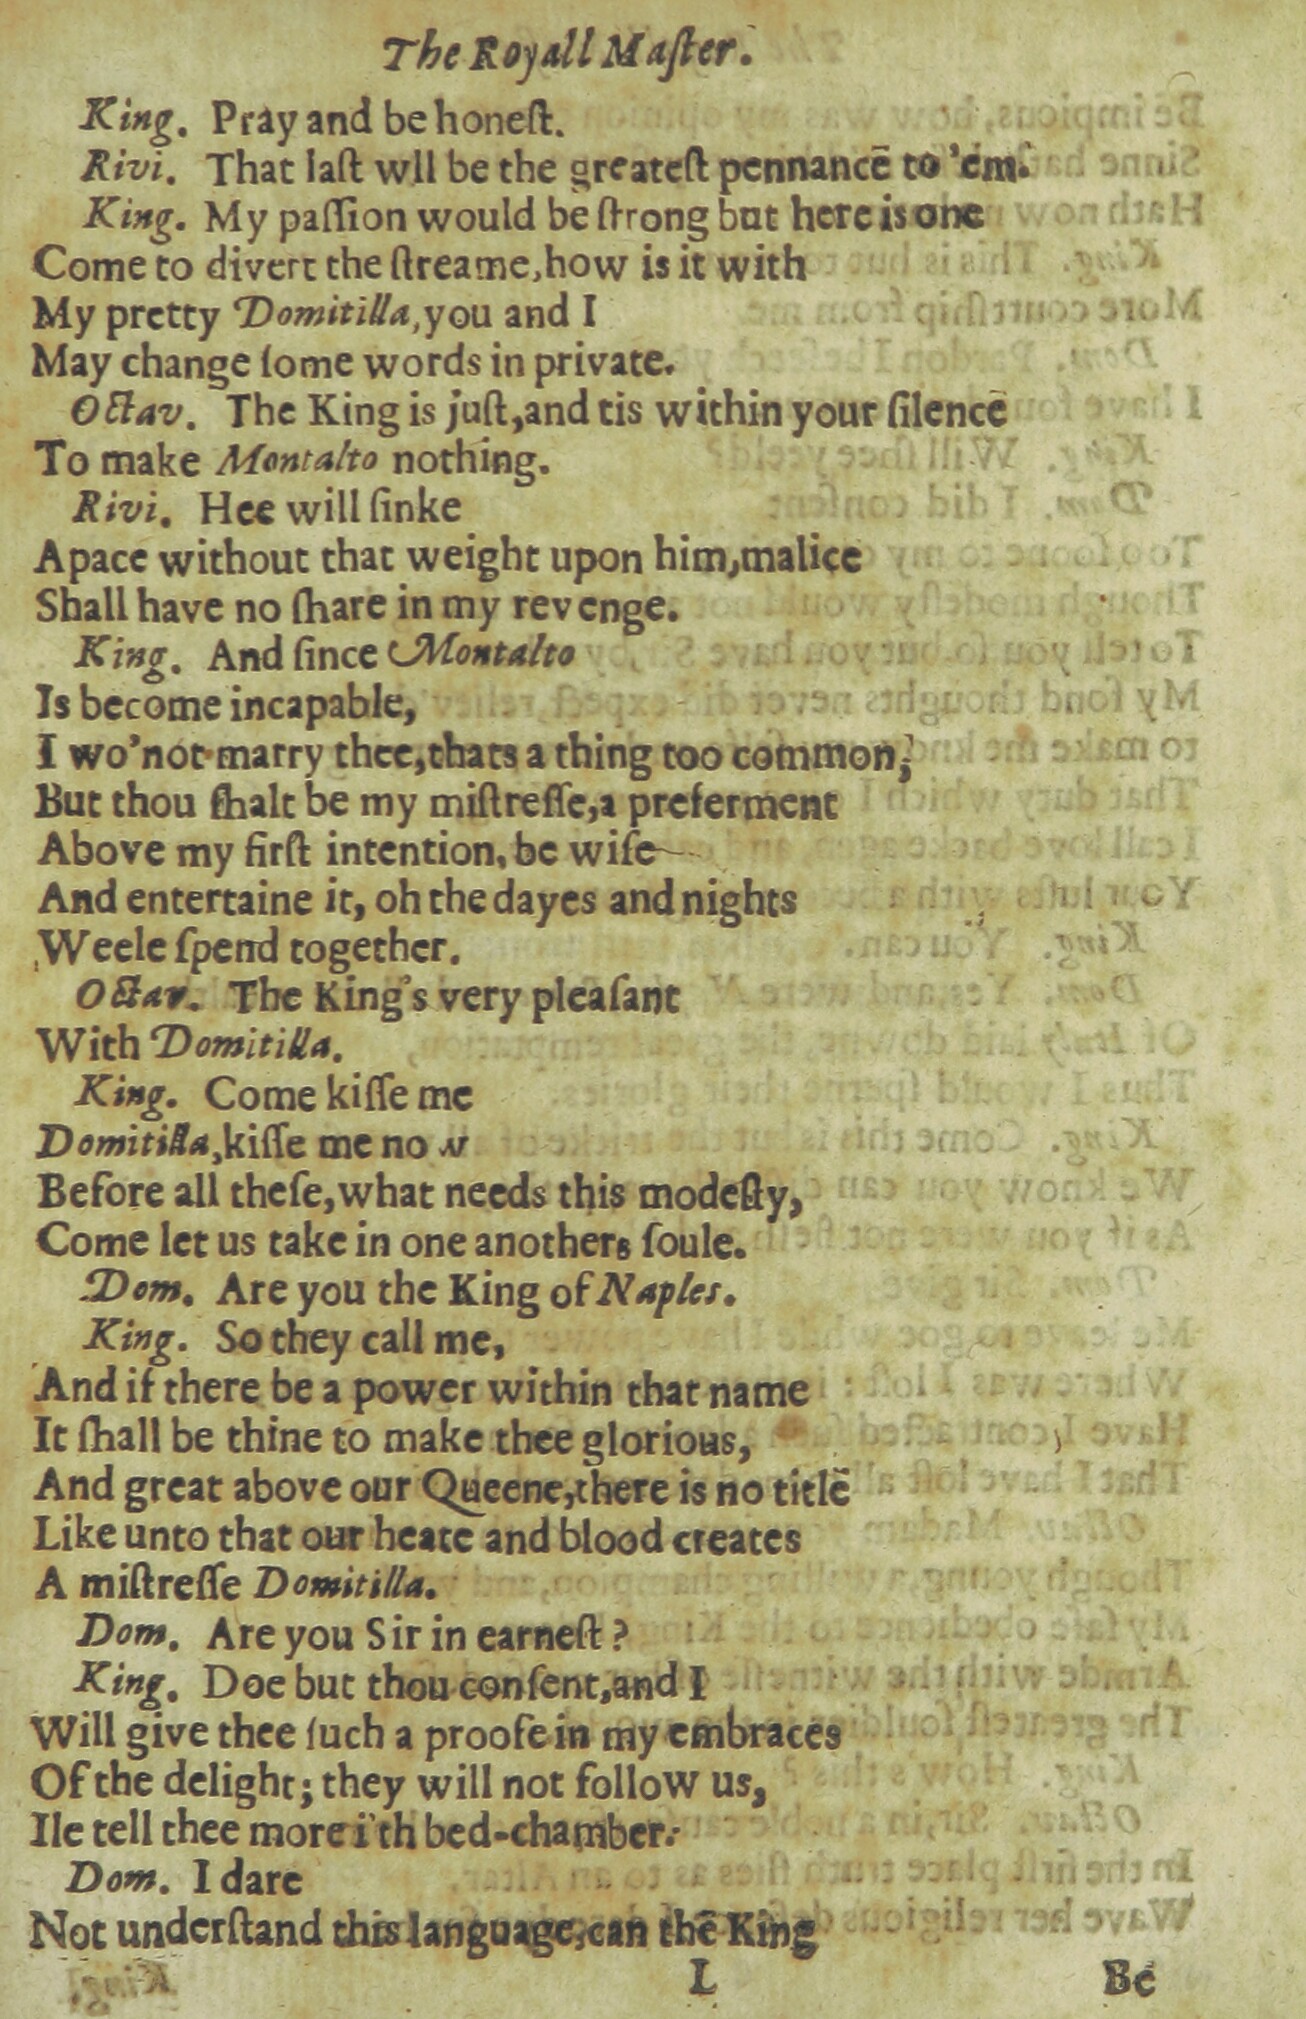 The Royall Maſter.
King. Pray and be honeſt.
Rivi. That laſt wll be the greateſt pennancē to 'em.
King. My paſſion would be ſtrong but here is one
Come to divert the ſtreame, how is it with
My pretty Domitilla, you and I
May change ſome words in private.
Octav. The King is juſt, and tis within your ſilencē
To make Montalto nothing.
Rivi. Hee will ſinke
Apace without that weight upon him, malice
Shall have no ſhare in my revenge.
King. And ſince Montalto
Is become incapable,
I wo'not marry thee, thats a thing too common;
But thou ſhalt be my miſtreſſe, a preferment
Above my firſt intention, be wiſe—
And entertaine it, oh the dayes and nights
Weele ſpend together.
Octav. The King's very pleaſant
With Domitilla.
King. Come kiſſe me
Domitilla, kiſſe me now
Before all theſe, what needs this modeſty,
Come let us take in one anothers ſoule.
Dom. Are you the King of Naples.
King. So they call me,
And if there be a power within that name
It ſhall be thine to make thee glorious,
And great above our Queene, there is no titlē
Like unto that our heate and blood creates
A miſtreſſe Domitilla.
Dom. Are you Sir in earneſt?
King. Doe but thou conſent, and I
Will give thee ſuch a proofe in my embraces
Of the delight; they will not follow us,
Ile tell thee more i'th bed-chamber.
Dom. I dare
Not underſtand this language, can thē King
L Be